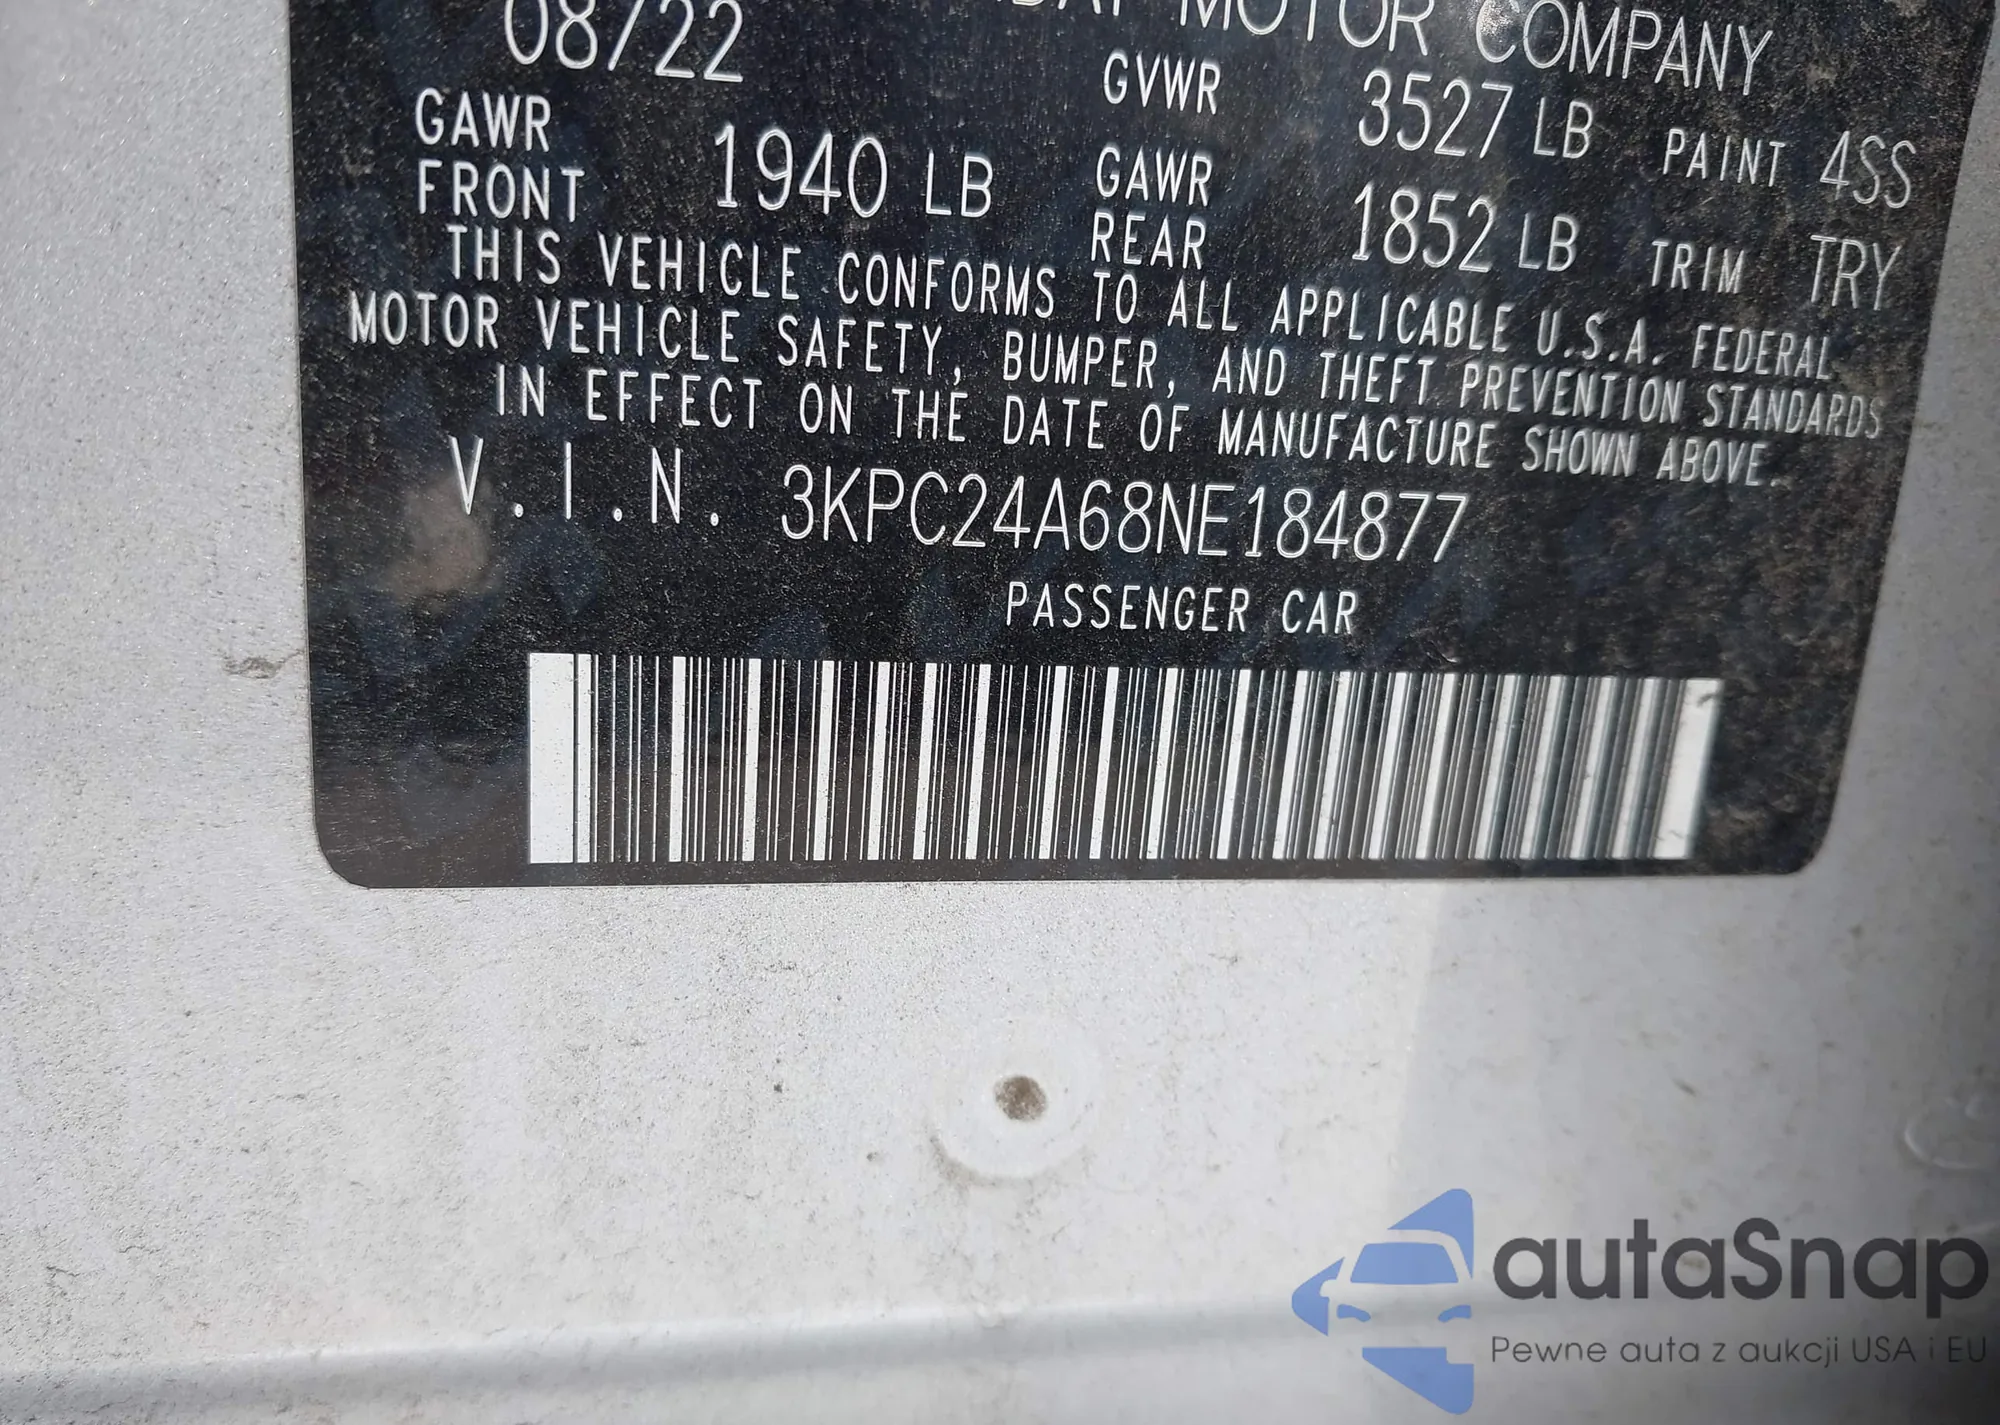 08/22 MOTOR COMPANY
GAWR FRONT 1940 LB GVWR 3527 LB PAINT 4SS
GAWR REAR 1852 LB TRIM TRY
THIS VEHICLE CONFORMS TO ALL APPLICABLE U.S.A. FEDERAL
MOTOR VEHICLE SAFETY, BUMPER, AND THEFT PREVENTION STANDARDS
IN EFFECT ON THE DATE OF MANUFACTURE SHOWN ABOVE.
V.I.N. 3KPC24A68NE184877
PASSENGER CAR
autaSnap
Pewne auta z aukcji USA i EU